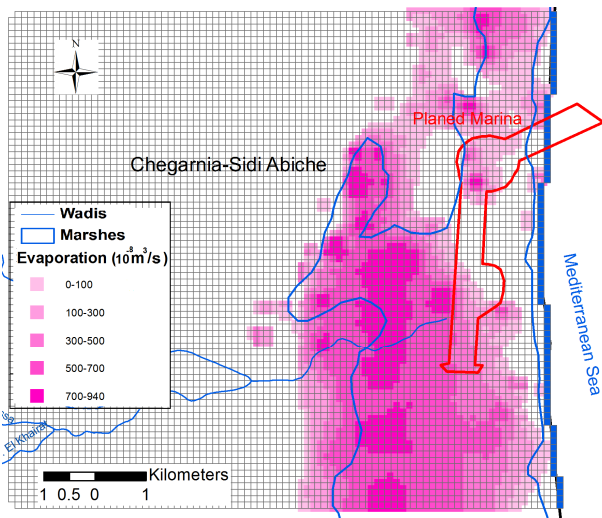 N
Planed Marina
Chegarnia-Sidi Abiche
Wadis
Marshes
Evaporation (10⁻⁸m³/s)
0-100
100-300
300-500
500-700
700-940
Mediterranean Sea
El Khairat
Kilometers
1 0.5 0 1